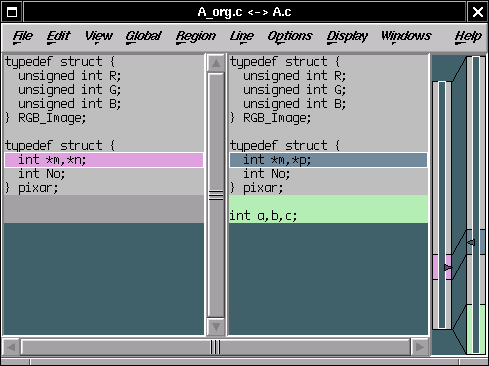 A_org.c <-> A.c
File Edit View Global Region Line Options Display Windows Help
typedef struct {
  unsigned int R;
  unsigned int G;
  unsigned int B;
} RGB_Image;
typedef struct {
  int *m,*n;
  int No;
} pixar;
typedef struct {
  unsigned int R;
  unsigned int G;
  unsigned int B;
} RGB_Image;
typedef struct {
  int *m,*p;
  int No;
} pixar;
int a,b,c;